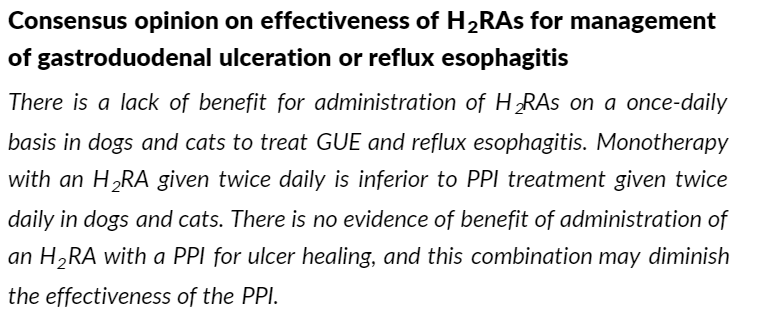 Consensus opinion on effectiveness of H₂RAs for management
of gastroduodenal ulceration or reflux esophagitis
There is a lack of benefit for administration of H₂RAs on a once-daily
basis in dogs and cats to treat GUE and reflux esophagitis. Monotherapy
with an H₂RA given twice daily is inferior to PPI treatment given twice
daily in dogs and cats. There is no evidence of benefit of administration of
an H₂RA with a PPI for ulcer healing, and this combination may diminish
the effectiveness of the PPI.